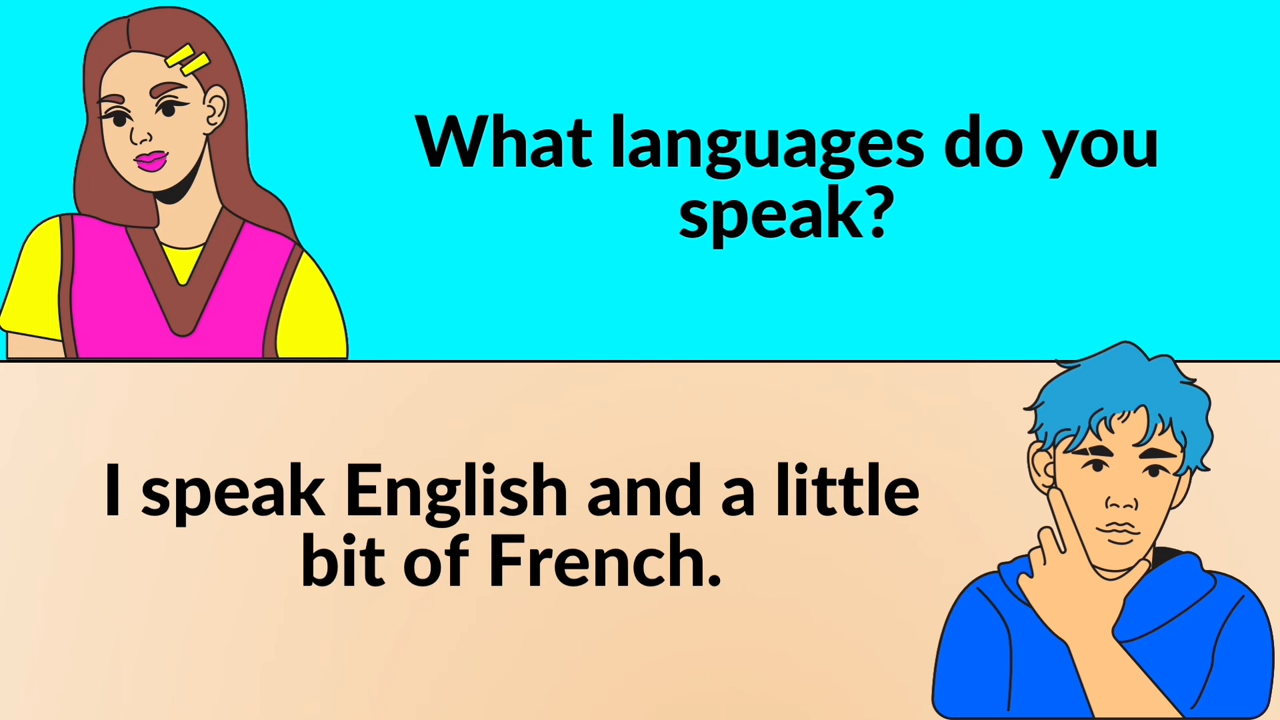 What languages do you
speak?
I speak English and a little
bit of French.